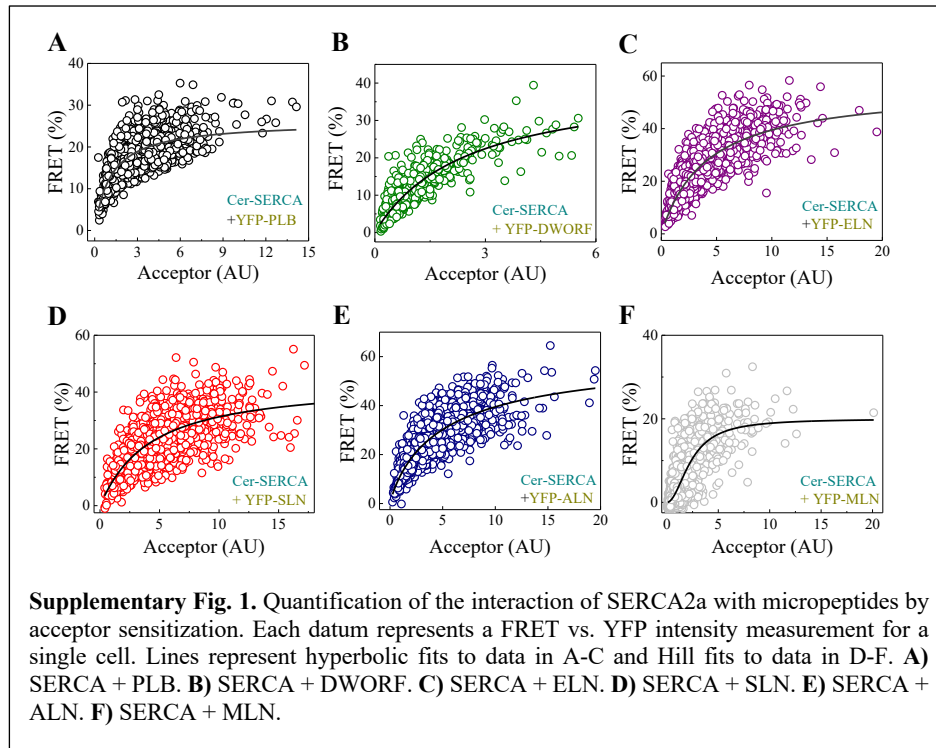 A
B
C
40
30
20
10
0
FRET (%)
0
3
6
9
12
15
Acceptor (AU)
Cer-SERCA
+YFP-PLB
40
30
20
10
0
FRET (%)
0
3
6
Acceptor (AU)
Cer-SERCA
+ YFP-DWORF
60
40
20
0
FRET (%)
0
5
10
15
20
Acceptor (AU)
Cer-SERCA
+YFP-ELN
D
E
F
60
40
20
0
FRET (%)
0
5
10
15
Acceptor (AU)
Cer-SERCA
+ YFP-SLN
60
40
20
0
FRET (%)
0
5
10
15
20
Acceptor (AU)
Cer-SERCA
+YFP-ALN
40
20
0
FRET (%)
0
5
10
15
20
Acceptor (AU)
Cer-SERCA
+ YFP-MLN
Supplementary Fig. 1. Quantification of the interaction of SERCA2a with micropeptides by
acceptor sensitization. Each datum represents a FRET vs. YFP intensity measurement for a
single cell. Lines represent hyperbolic fits to data in A-C and Hill fits to data in D-F. A)
SERCA + PLB. B) SERCA + DWORF. C) SERCA + ELN. D) SERCA + SLN. E) SERCA +
ALN. F) SERCA + MLN.